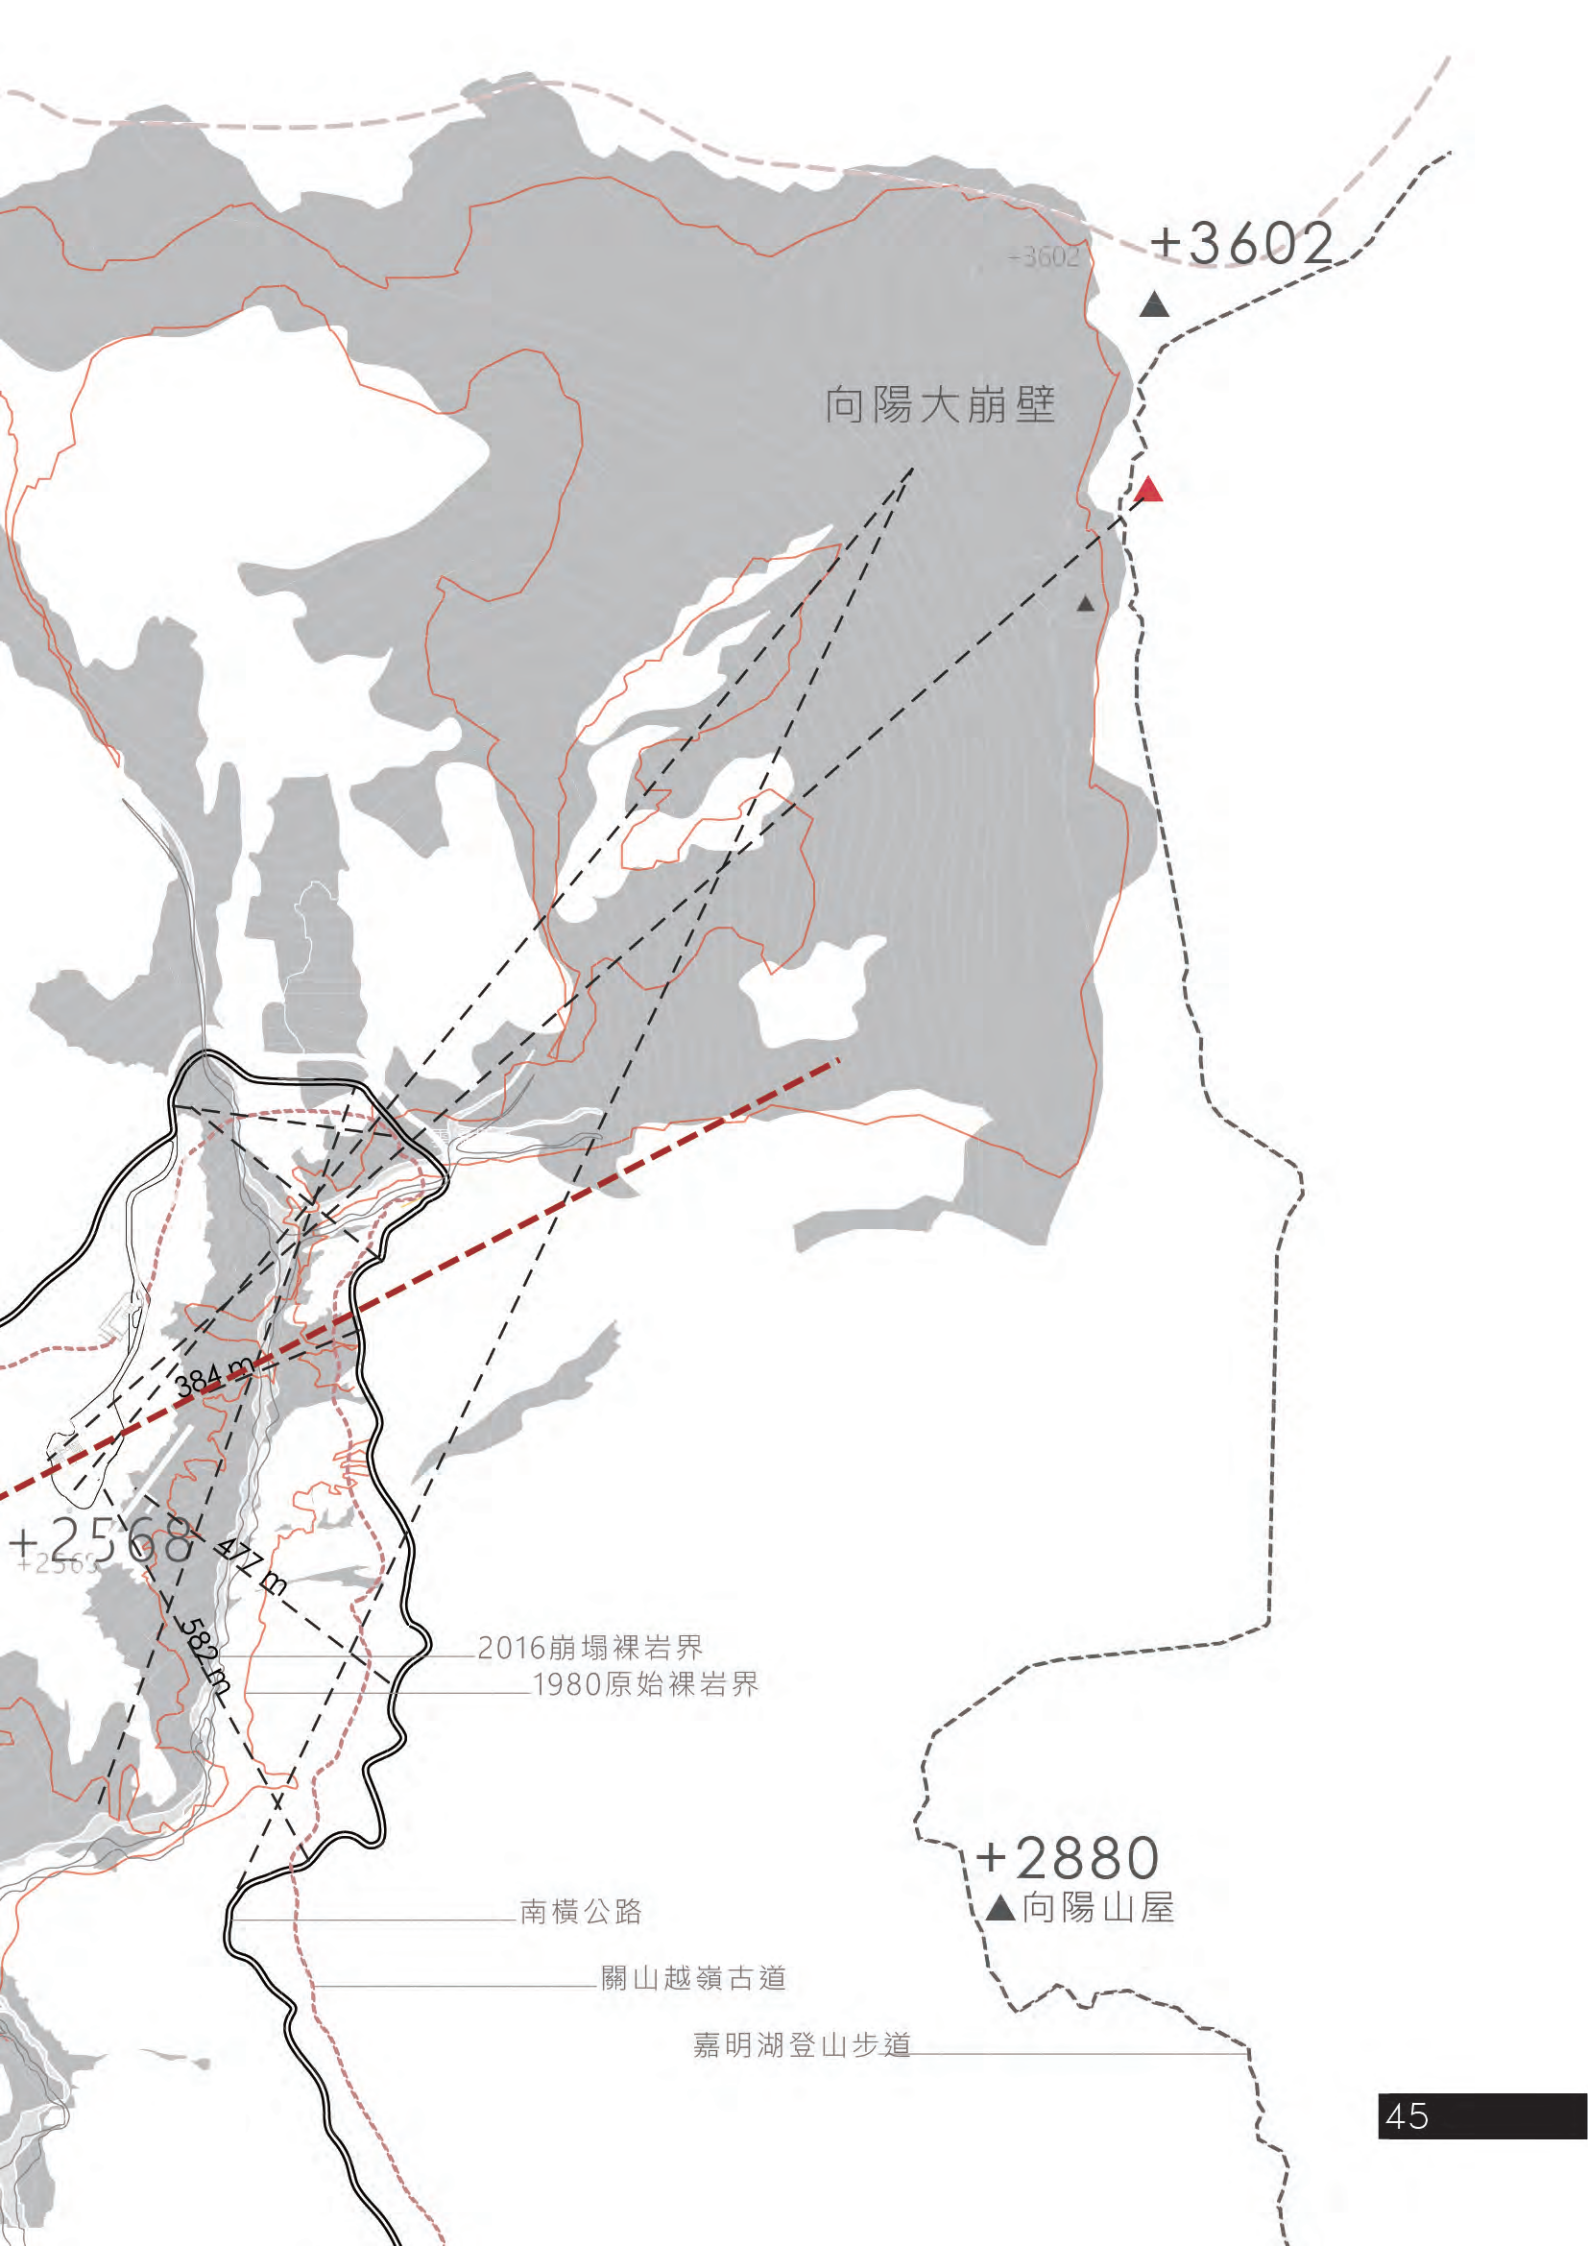 +3602
+3602
向陽大崩壁
384 m
+2568
+2565
477 m
582 m
2016崩塌裸岩界
1980原始裸岩界
+2880
向陽山屋
南橫公路
關山越嶺古道
嘉明湖登山步道
45